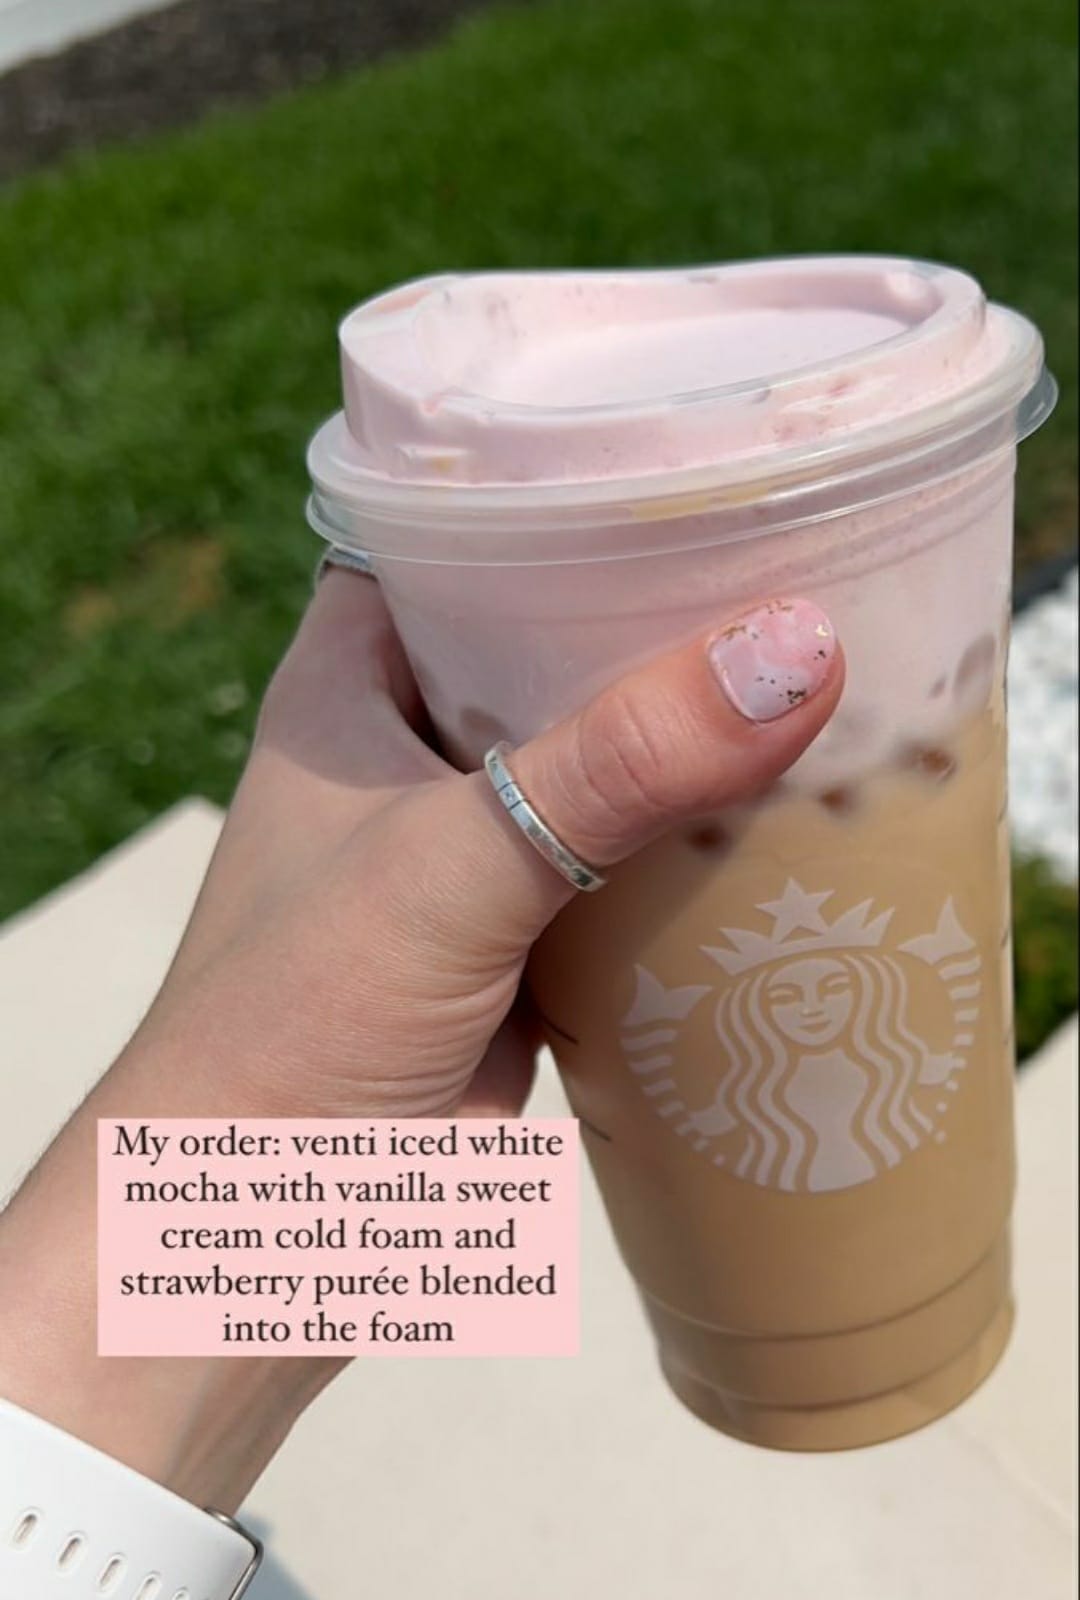 My order: venti iced white
mocha with vanilla sweet
cream cold foam and
strawberry purée blended
into the foam